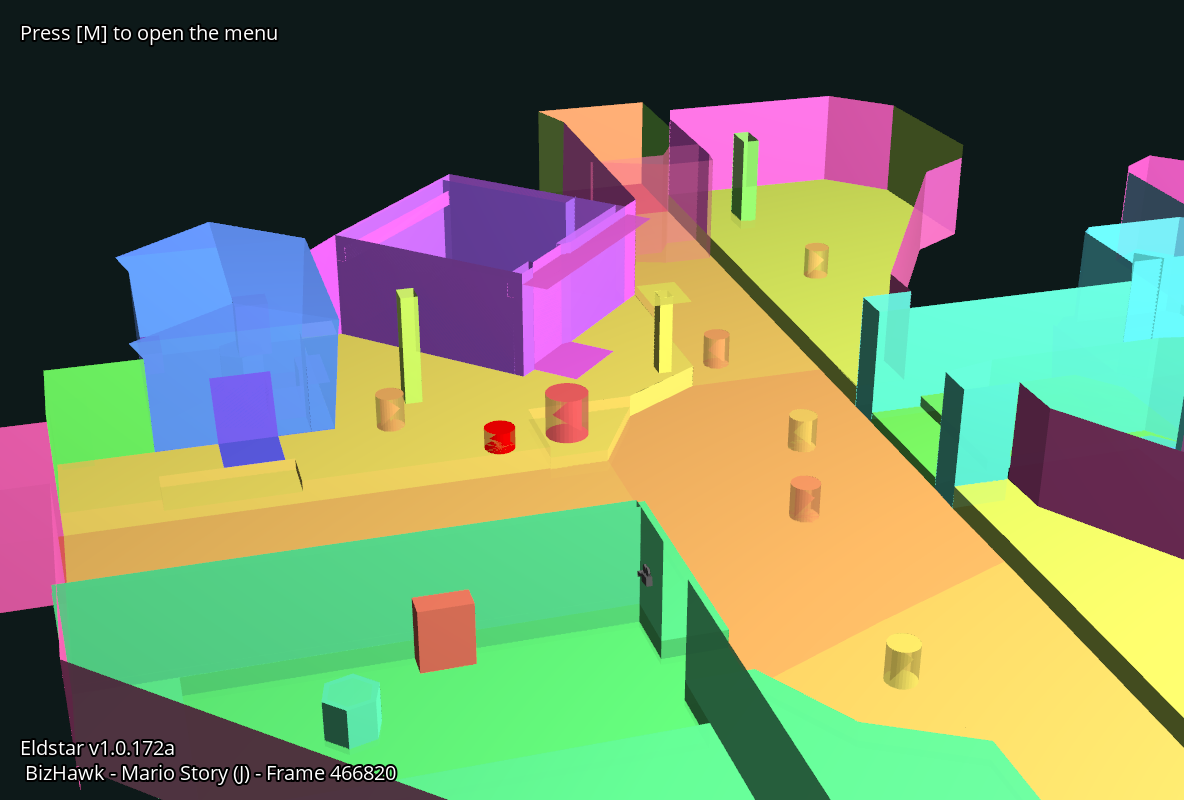 Press [M] to open the menu
Eldstar v1.0.172a
BizHawk - Mario Story (J) - Frame 466820